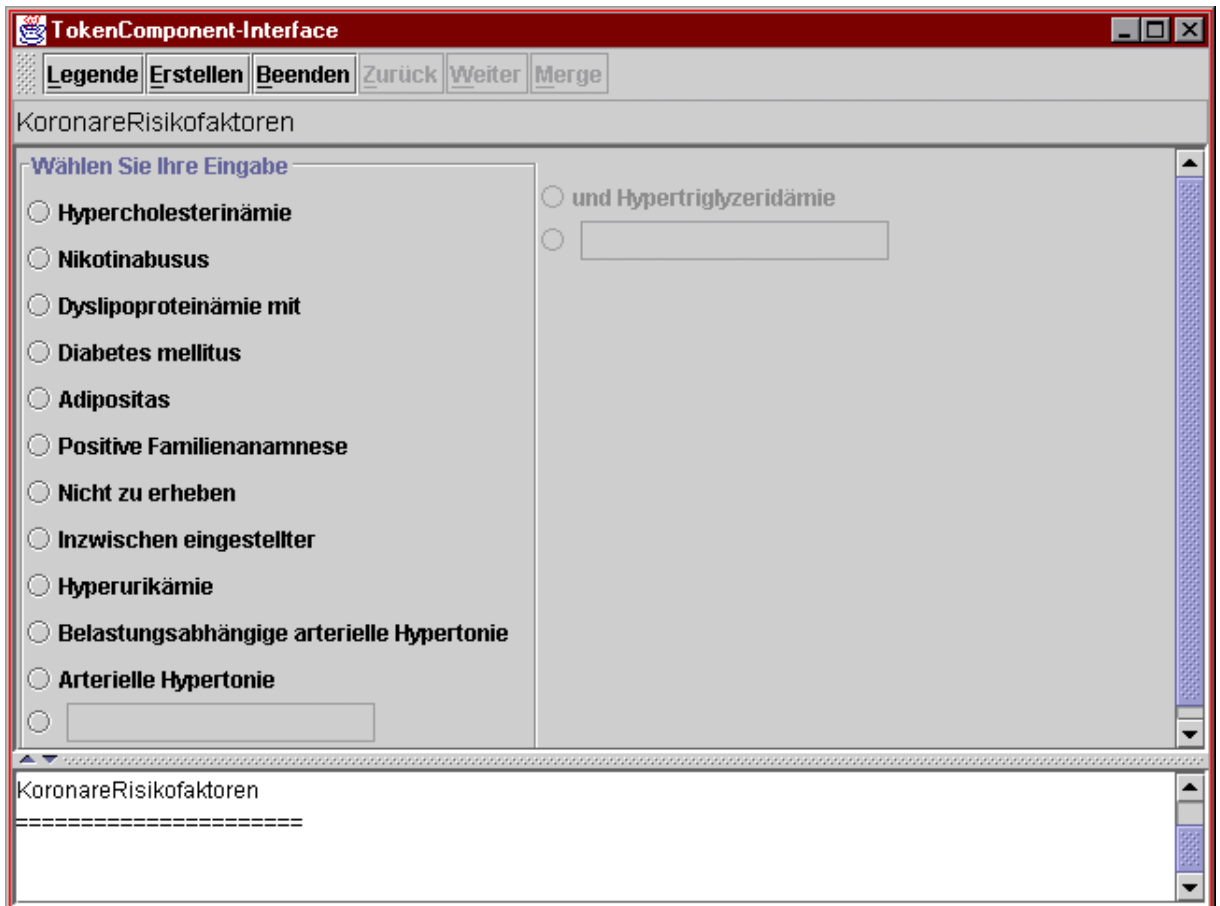 TokenComponent-Interface
Legende Erstellen Beenden Zurück Weiter Merge
KoronareRisikofaktoren
Wählen Sie Ihre Eingabe
Hypercholesterinämie
Nikotinabusus
Dyslipoproteinämie mit
Diabetes mellitus
Adipositas
Positive Familienanamnese
Nicht zu erheben
Inzwischen eingestellter
Hyperurikämie
Belastungsabhängige arterielle Hypertonie
Arterielle Hypertonie
und Hypertriglyzeridämie
KoronareRisikofaktoren
======================